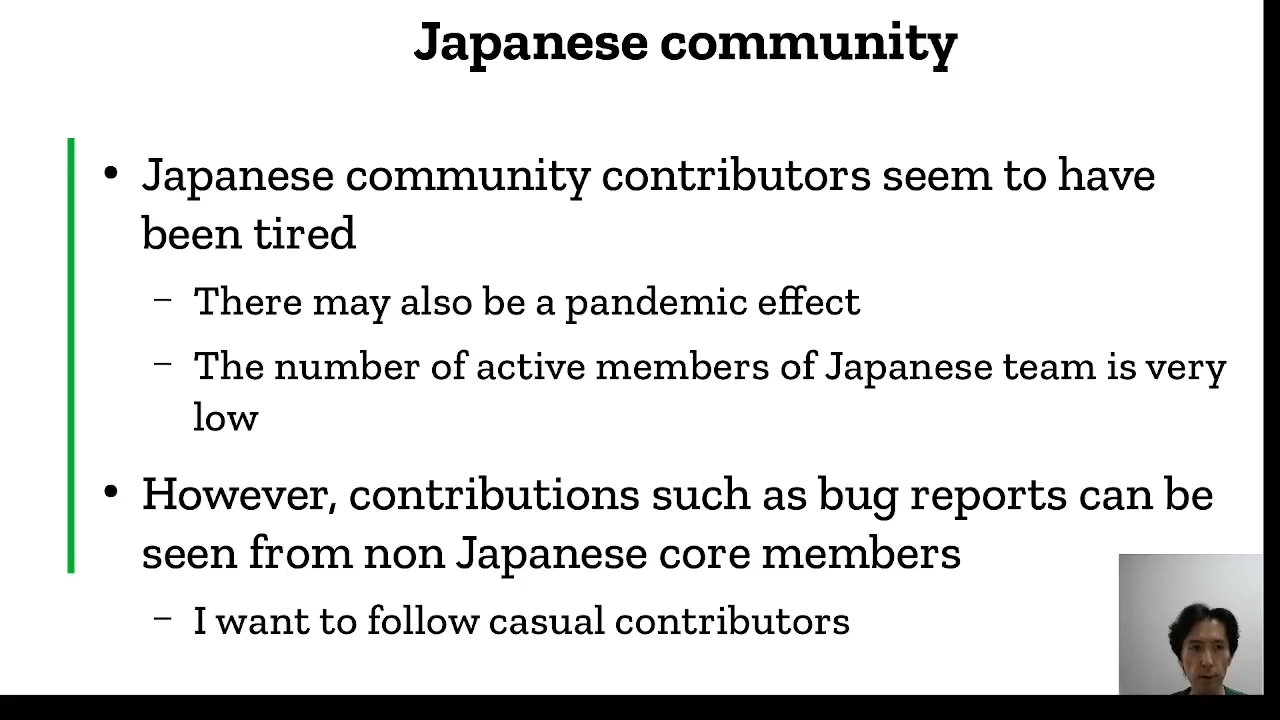 Japanese community
• Japanese community contributors seem to have
been tired
– There may also be a pandemic effect
– The number of active members of Japanese team is very
low
• However, contributions such as bug reports can be
seen from non Japanese core members
– I want to follow casual contributors